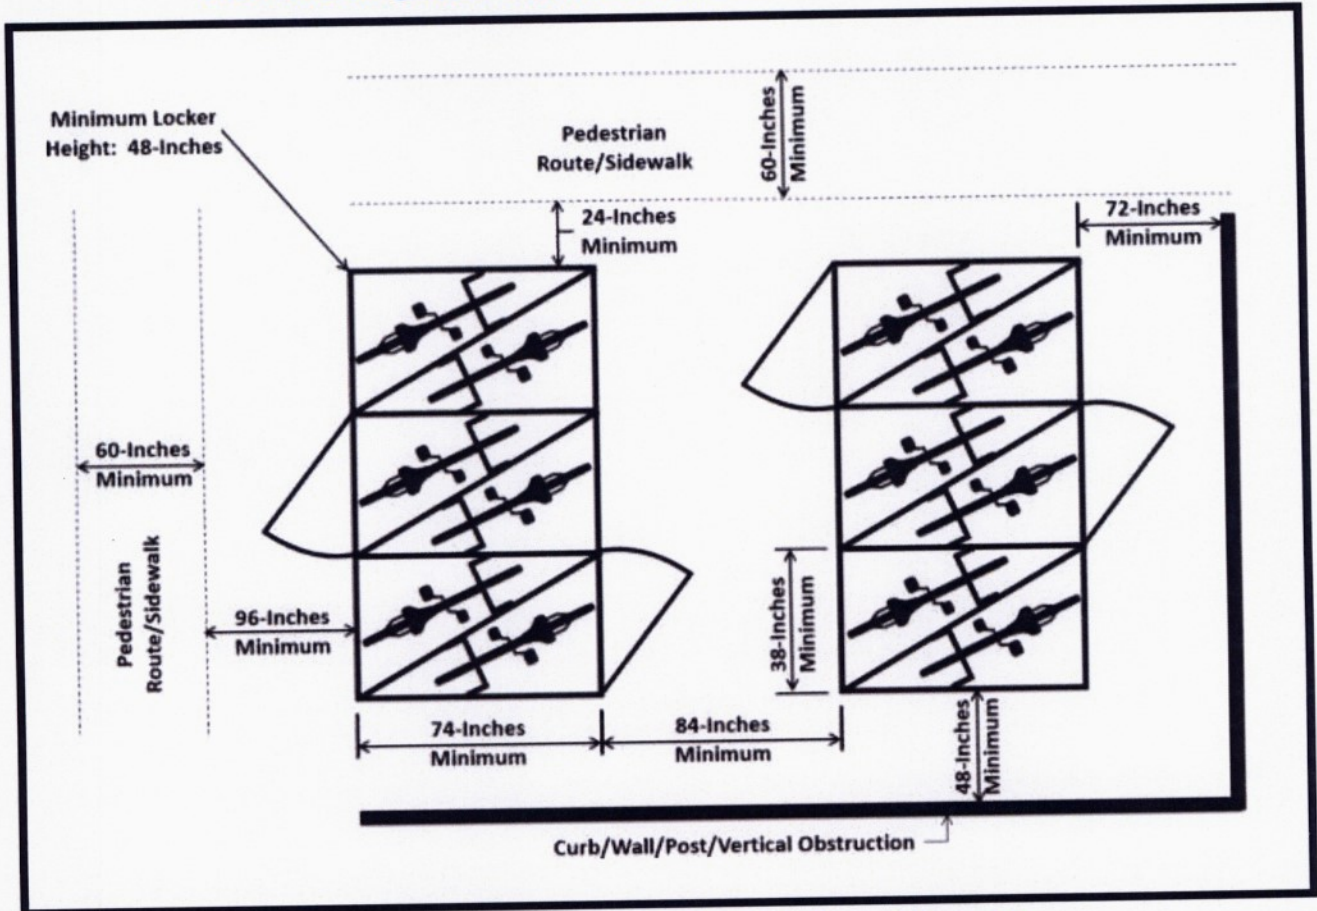 Minimum Locker
Height: 48-Inches
Pedestrian
Route/Sidewalk
60-Inches
Minimum
24-Inches
Minimum
72-Inches
Minimum
60-Inches
Minimum
Pedestrian
Route/Sidewalk
96-Inches
Minimum
38-Inches
Minimum
74-Inches
Minimum
84-Inches
Minimum
48-Inches
Minimum
Curb/Wall/Post/Vertical Obstruction